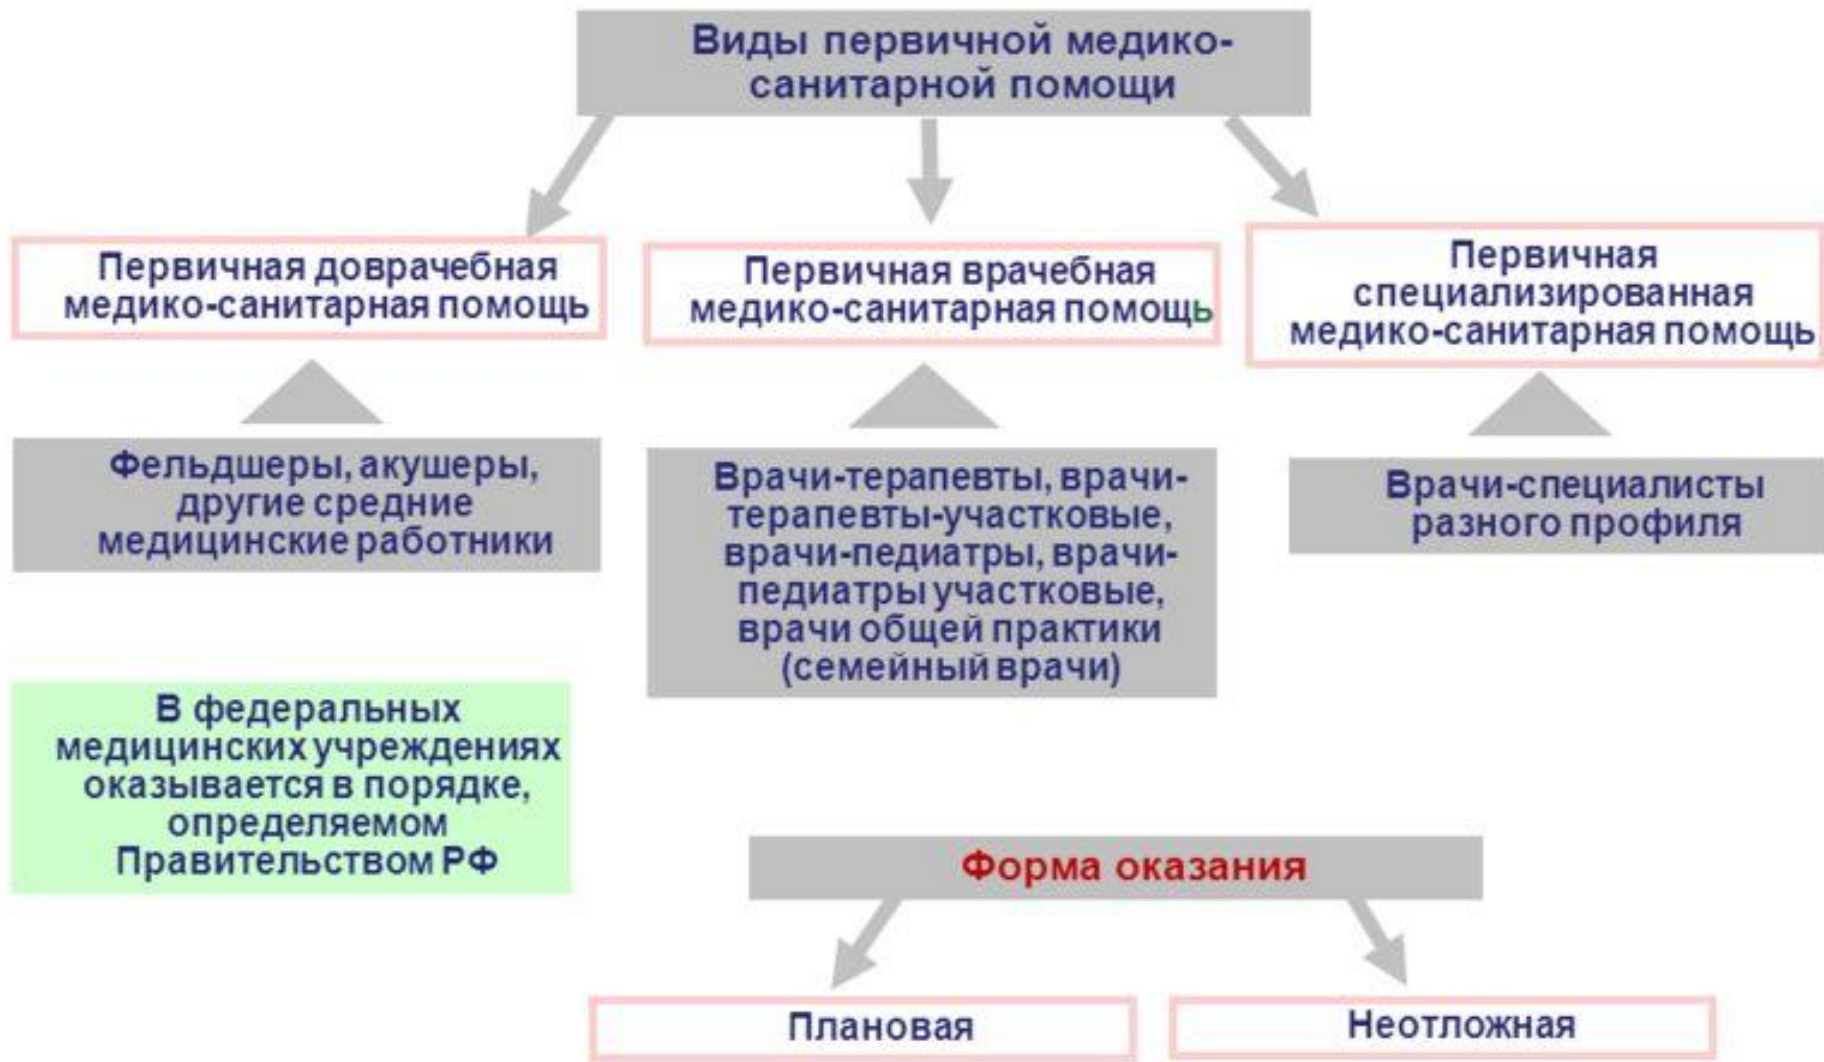 Виды первичной медико-
санитарной помощи
Первичная доврачебная
медико-санитарная помощь
Первичная врачебная
медико-санитарная помощь
Первичная
специализированная
медико-санитарная помощь
Фельдшеры, акушеры,
другие средние
медицинские работники
Врачи-терапевты, врачи-
терапевты-участковые,
врачи-педиатры, врачи-
педиатры участковые,
врачи общей практики
(семейный врачи)
Врачи-специалисты
разного профиля
В федеральных
медицинских учреждениях
оказывается в порядке,
определяемом
Правительством РФ
Форма оказания
Плановая
Неотложная